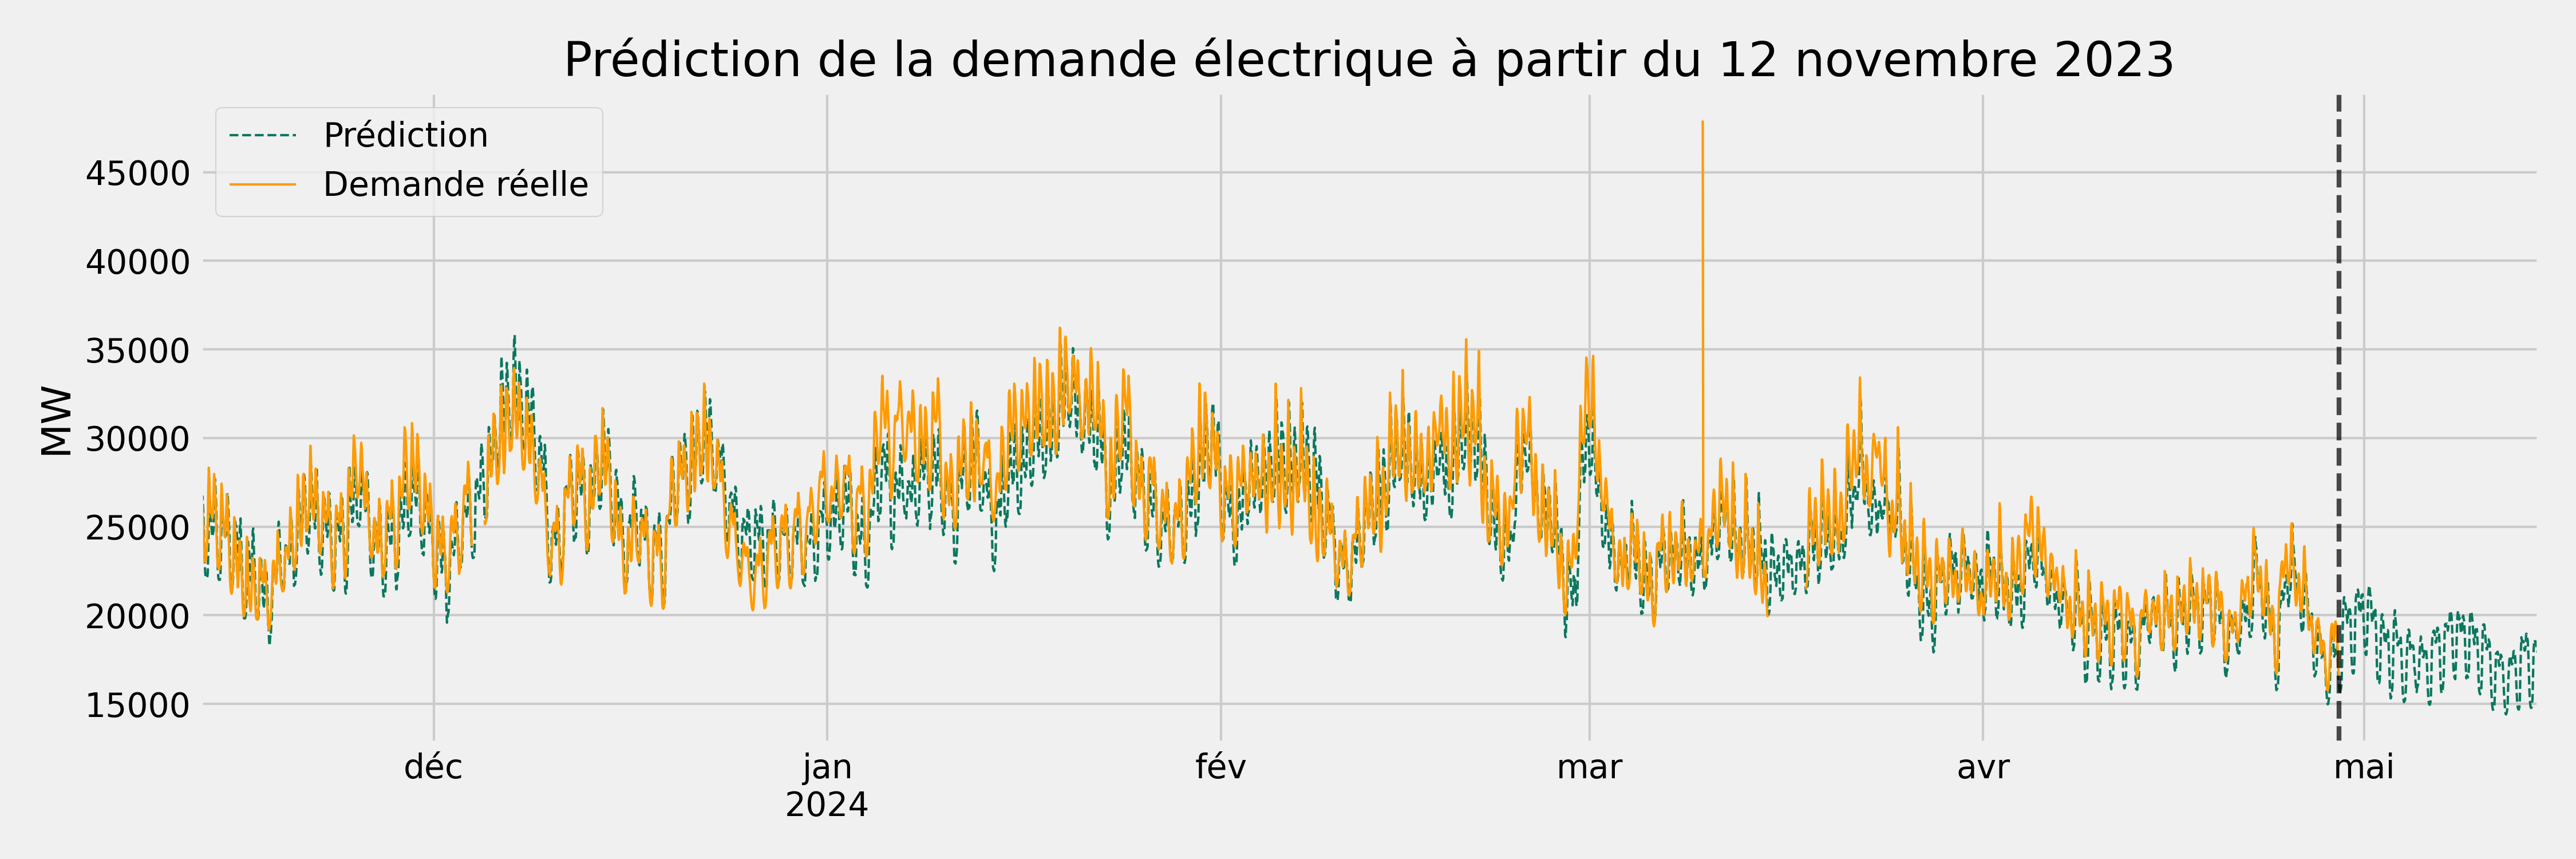 Prédiction de la demande électrique à partir du 12 novembre 2023
Prédiction
Demande réelle
MW
45000
40000
35000
30000
25000
20000
15000
déc
jan
2024
fév
mar
avr
mai